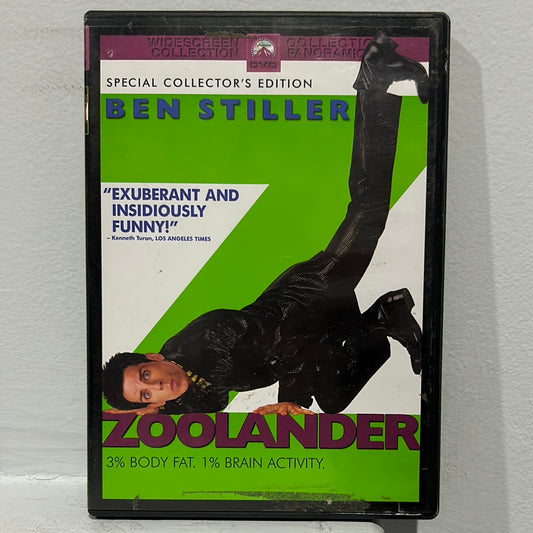 WIDESCREEN COLLECTION
DVD
COLLECTION PANORAMIQUE
SPECIAL COLLECTOR'S EDITION
BEN STILLER
"EXUBERANT AND
INSIDIOUSLY
FUNNY!"
– Kenneth Turan, LOS ANGELES TIMES
ZOOLANDER
3% BODY FAT. 1% BRAIN ACTIVITY.